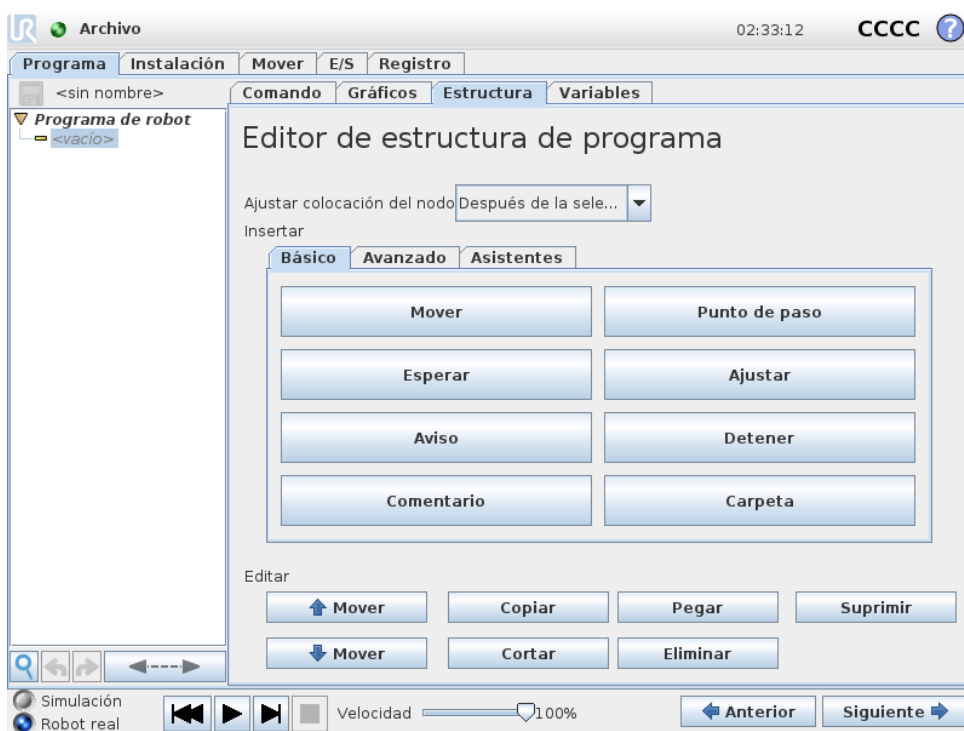 UR Archivo 02:33:12 CCCC ?
Programa Instalación Mover E/S Registro
<sin nombre> Comando Gráficos Estructura Variables
Programa de robot
<vacío>
Editor de estructura de programa
Ajustar colocación del nodo Después de la sele...
Insertar
Básico Avanzado Asistentes
Mover Punto de paso
Esperar Ajustar
Aviso Detener
Comentario Carpeta
Editar
Mover Copiar Pegar Suprimir
Mover Cortar Eliminar
Simulación
Robot real
Velocidad 100% Anterior Siguiente